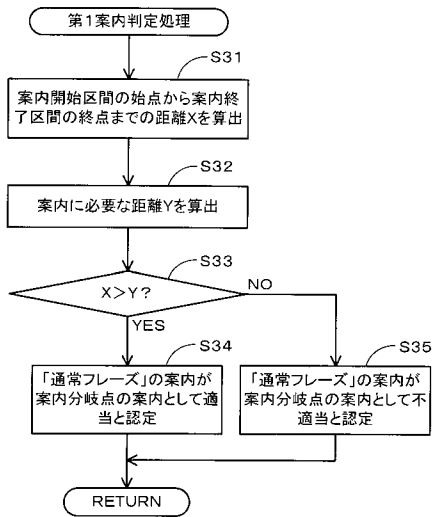 第1案内判定処理
S31
案内開始区間の始点から案内終
了区間の終点までの距離Xを算出
S32
案内に必要な距離Yを算出
S33
X>Y?
NO
YES
S34
「通常フレーズ」の案内が
案内分岐点の案内として適
当と認定
S35
「通常フレーズ」の案内が
案内分岐点の案内として不
適当と認定
RETURN